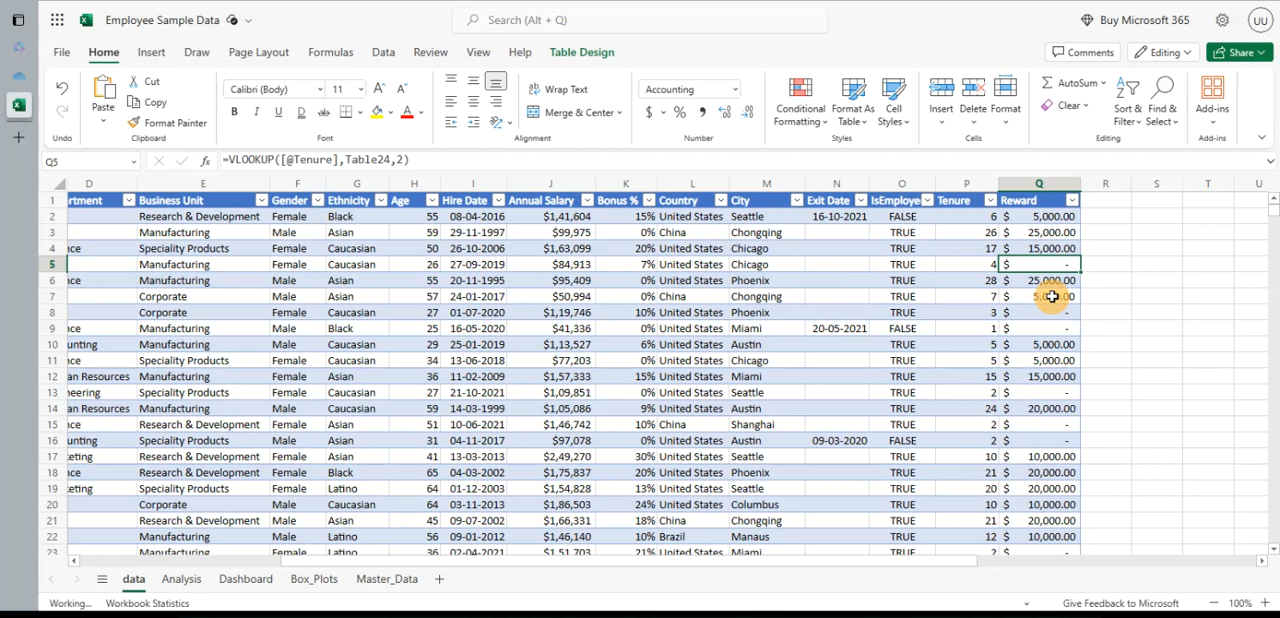 Employee Sample Data
Search (Alt + Q)
Buy Microsoft 365
UU
File Home Insert Draw Page Layout Formulas Data Review View Help Table Design
Comments Editing Share
Paste Cut Copy Format Painter
Calibri (Body) 11
B I U D ab
Wrap Text
Merge & Center
Accounting
$ %
Conditional Formatting Format As Table Cell Styles
Insert Delete Format
AutoSum
Clear
Sort & Filter Find & Select
Add-ins
Undo Clipboard Font Alignment Number Styles Cells Editing Add-ins
Q5 fx =VLOOKUP([@Tenure],Table24,2)
D E F G H I J K L M N O P Q R S T U
1 rtment Business Unit Gender Ethnicity Age Hire Date Annual Salary Bonus % Country City Exit Date IsEmploye Tenure Reward
2 Research & Development Female Black 55 08-04-2016 $1,41,604 15% United States Seattle 16-10-2021 FALSE 6 $ 5,000.00
3 Manufacturing Male Asian 59 29-11-1997 $99,975 0% China Chongqing TRUE 26 $ 25,000.00
4 nce Speciality Products Female Caucasian 50 26-10-2006 $1,63,099 20% United States Chicago TRUE 17 $ 15,000.00
5 Manufacturing Female Caucasian 26 27-09-2019 $84,913 7% United States Chicago TRUE 4 $ -
6 nce Manufacturing Male Asian 55 20-11-1995 $95,409 0% United States Phoenix TRUE 28 $ 25,000.00
7 Corporate Male Asian 57 24-01-2017 $50,994 0% China Chongqing TRUE 7 $
8 Corporate Female Caucasian 27 01-07-2020 $1,19,746 10% United States Phoenix TRUE 3 $ -
9 nce Manufacturing Male Black 25 16-05-2020 $41,336 0% United States Miami 20-05-2021 FALSE 1 $ -
10 unting Manufacturing Male Caucasian 29 25-01-2019 $1,13,527 6% United States Austin TRUE 5 $ 5,000.00
11 nce Speciality Products Female Caucasian 34 13-06-2018 $77,203 0% United States Chicago TRUE 5 $ 5,000.00
12 an Resources Manufacturing Female Asian 36 11-02-2009 $1,57,333 15% United States Miami TRUE 15 $ 15,000.00
13 neering Speciality Products Female Caucasian 27 21-10-2021 $1,09,851 0% United States Seattle TRUE 2 $ -
14 an Resources Manufacturing Male Caucasian 59 14-03-1999 $1,05,086 9% United States Austin TRUE 24 $ 20,000.00
15 nce Research & Development Female Asian 51 10-06-2021 $1,46,742 10% China Shanghai TRUE 2 $ -
16 unting Speciality Products Male Asian 31 04-11-2017 $97,078 0% United States Austin 09-03-2020 FALSE 2 $ -
17 keting Research & Development Female Asian 41 13-03-2013 $2,49,270 30% United States Seattle TRUE 10 $ 10,000.00
18 nce Research & Development Female Black 65 04-03-2002 $1,75,837 20% United States Phoenix TRUE 21 $ 20,000.00
19 keting Speciality Products Female Latino 64 01-12-2003 $1,54,828 13% United States Seattle TRUE 20 $ 20,000.00
20 Corporate Male Caucasian 64 03-11-2013 $1,86,503 24% United States Columbus TRUE 10 $ 10,000.00
21 Research & Development Female Asian 45 09-07-2002 $1,66,331 18% China Chongqing TRUE 21 $ 20,000.00
22 Manufacturing Male Latino 56 09-01-2012 $1,46,140 10% Brazil Manaus TRUE 12 $ 10,000.00
23 Manufacturing Female Latino 36 02-04-2021 $1,51,703 21% United States Miami TRUE 2 $ -
data Analysis Dashboard Box_Plots Master_Data +
Working... Workbook Statistics Give Feedback to Microsoft 100%